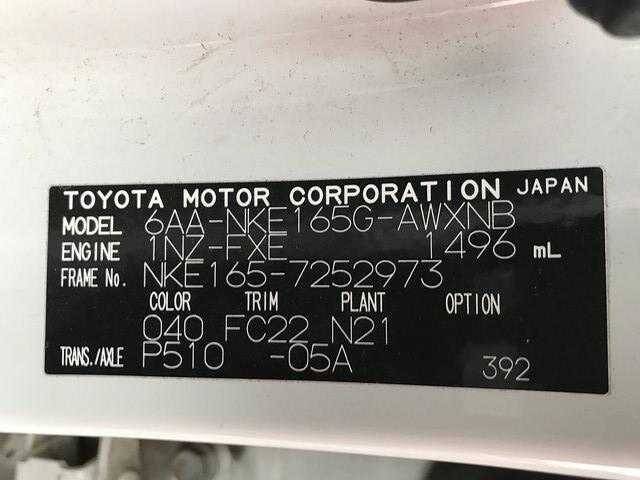 TOYOTA MOTOR CORPORATION JAPAN
MODEL 6AA-NKE165G-AWXNB
ENGINE 1NZ-FXE 1496 mL
FRAME No. NKE165-7252973
COLOR TRIM PLANT OPTION
040 FC22 N21
TRANS./AXLE P510 -05A 392